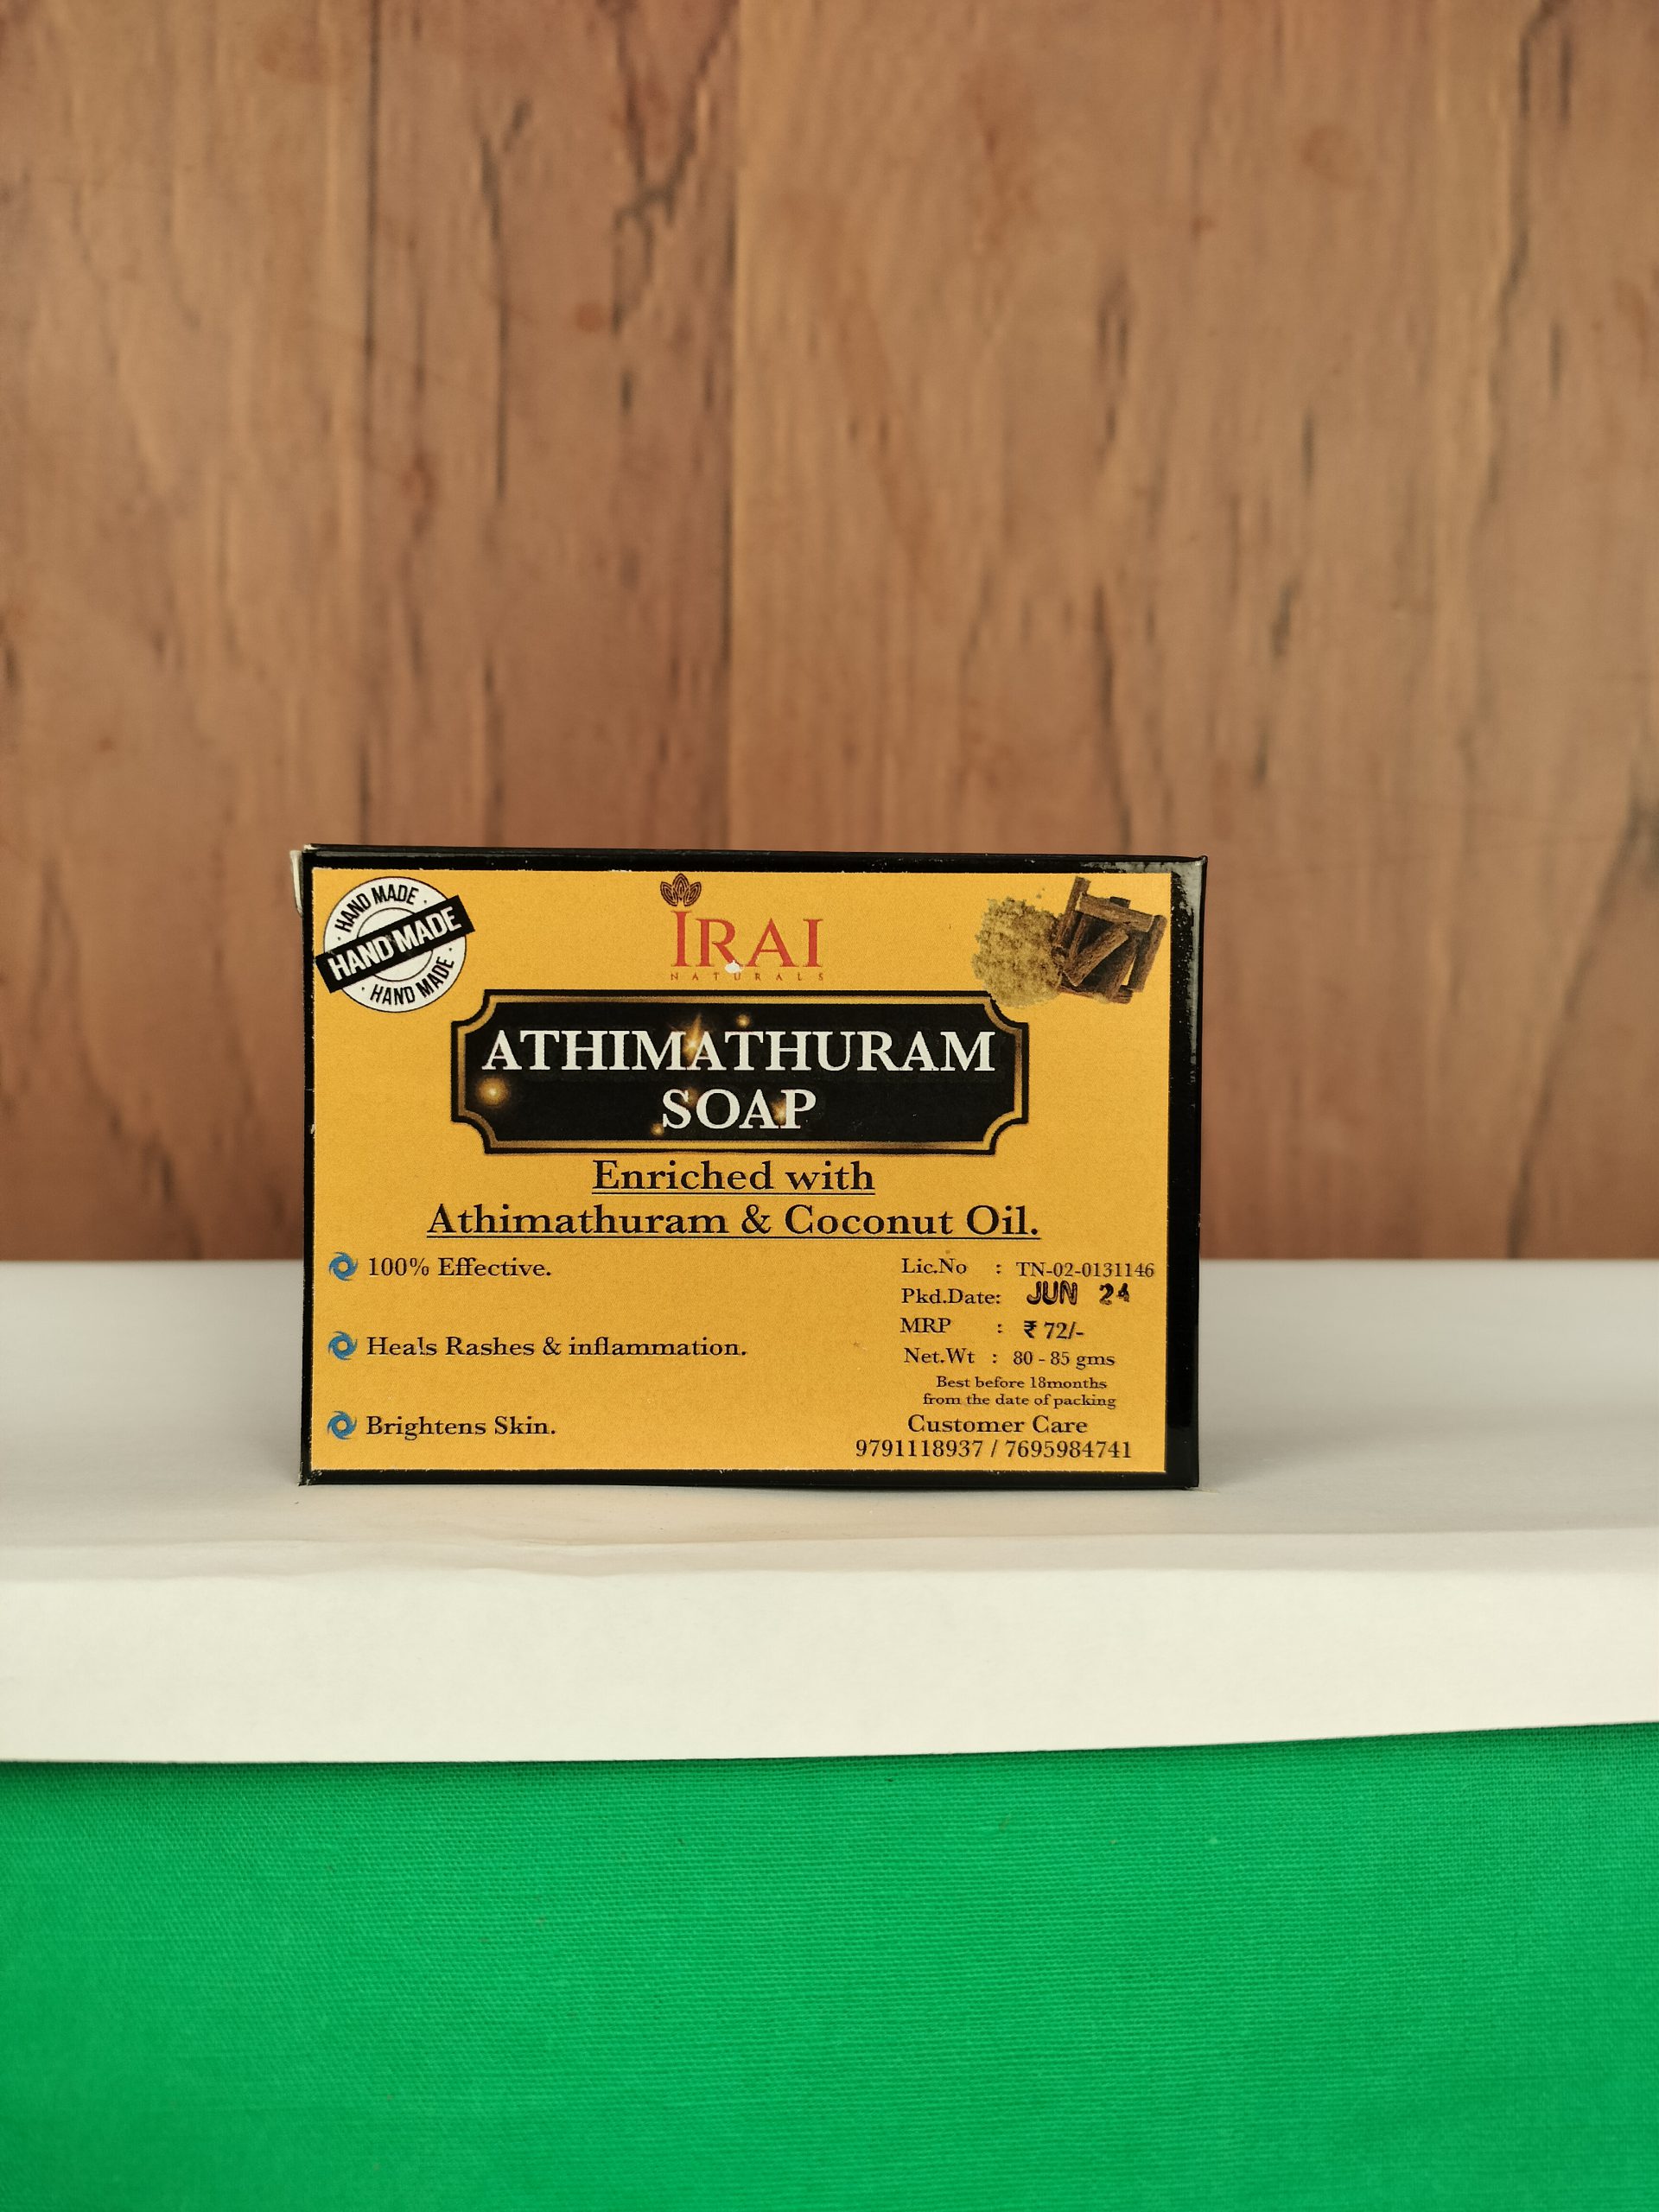 · HAND MADE ·
HAND MADE
· HAND MADE ·
IRAI
NATURALS
ATHIMATHURAM
SOAP
Enriched with
Athimathuram & Coconut Oil.
100% Effective.
Heals Rashes & inflammation.
Brightens Skin.
Lic.No : TN-02-0131146
Pkd.Date: JUN 24
MRP : ₹ 72/-
Net.Wt : 80 - 85 gms
Best before 18months
from the date of packing
Customer Care
9791118937 / 7695984741